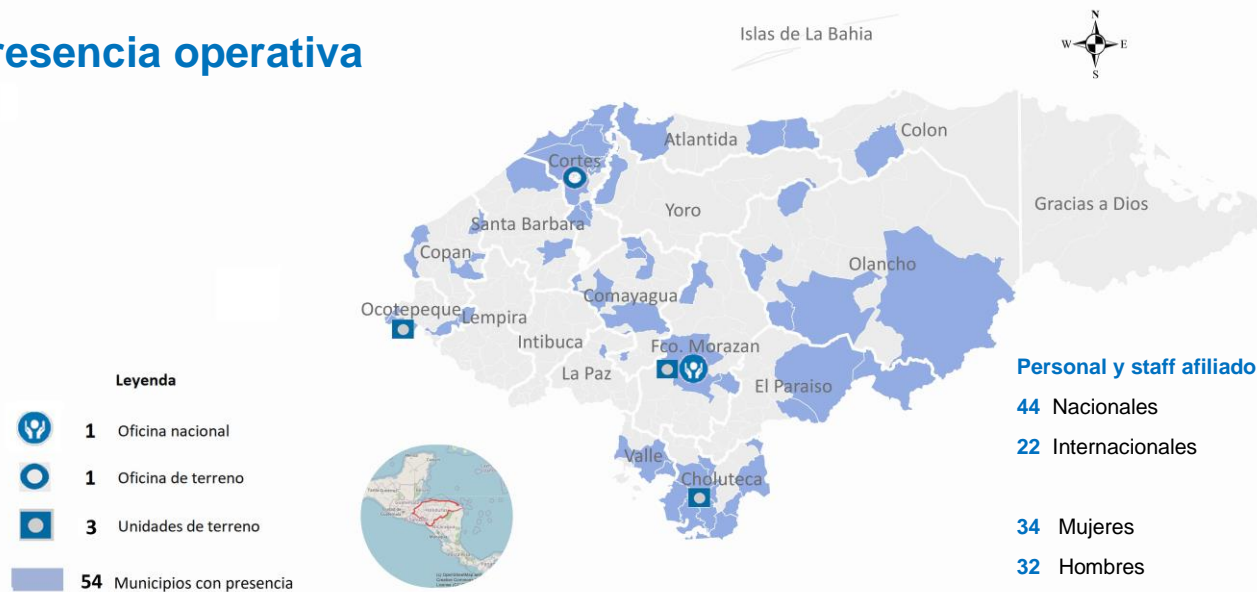 resencia operativa
Islas de La Bahia
N
W E
S
Atlantida
Colon
Cortes
Yoro
Gracias a Dios
Santa Barbara
Copan
Olancho
Comayagua
Ocotepeque
Lempira
Intibuca
Fco. Morazan
La Paz
El Paraiso
Valle
Choluteca
Leyenda
1 Oficina nacional
1 Oficina de terreno
3 Unidades de terreno
54 Municipios con presencia
Personal y staff afiliado
44 Nacionales
22 Internacionales
34 Mujeres
32 Hombres